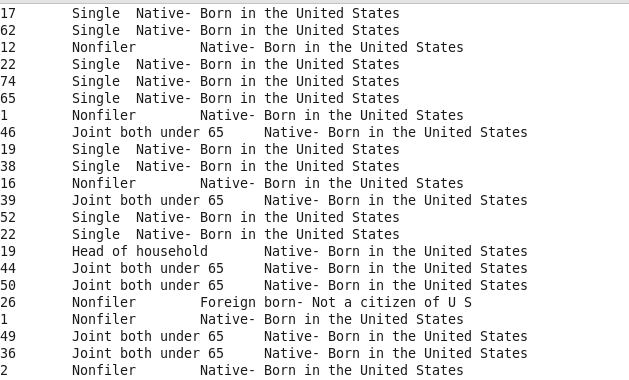 17 Single Native- Born in the United States
62 Single Native- Born in the United States
12 Nonfiler Native- Born in the United States
22 Single Native- Born in the United States
74 Single Native- Born in the United States
65 Single Native- Born in the United States
1 Nonfiler Native- Born in the United States
46 Joint both under 65 Native- Born in the United States
19 Single Native- Born in the United States
38 Single Native- Born in the United States
16 Nonfiler Native- Born in the United States
39 Joint both under 65 Native- Born in the United States
52 Single Native- Born in the United States
22 Single Native- Born in the United States
19 Head of household Native- Born in the United States
44 Joint both under 65 Native- Born in the United States
50 Joint both under 65 Native- Born in the United States
26 Nonfiler Foreign born- Not a citizen of U S
1 Nonfiler Native- Born in the United States
49 Joint both under 65 Native- Born in the United States
36 Joint both under 65 Native- Born in the United States
2 Nonfiler Native- Born in the United States